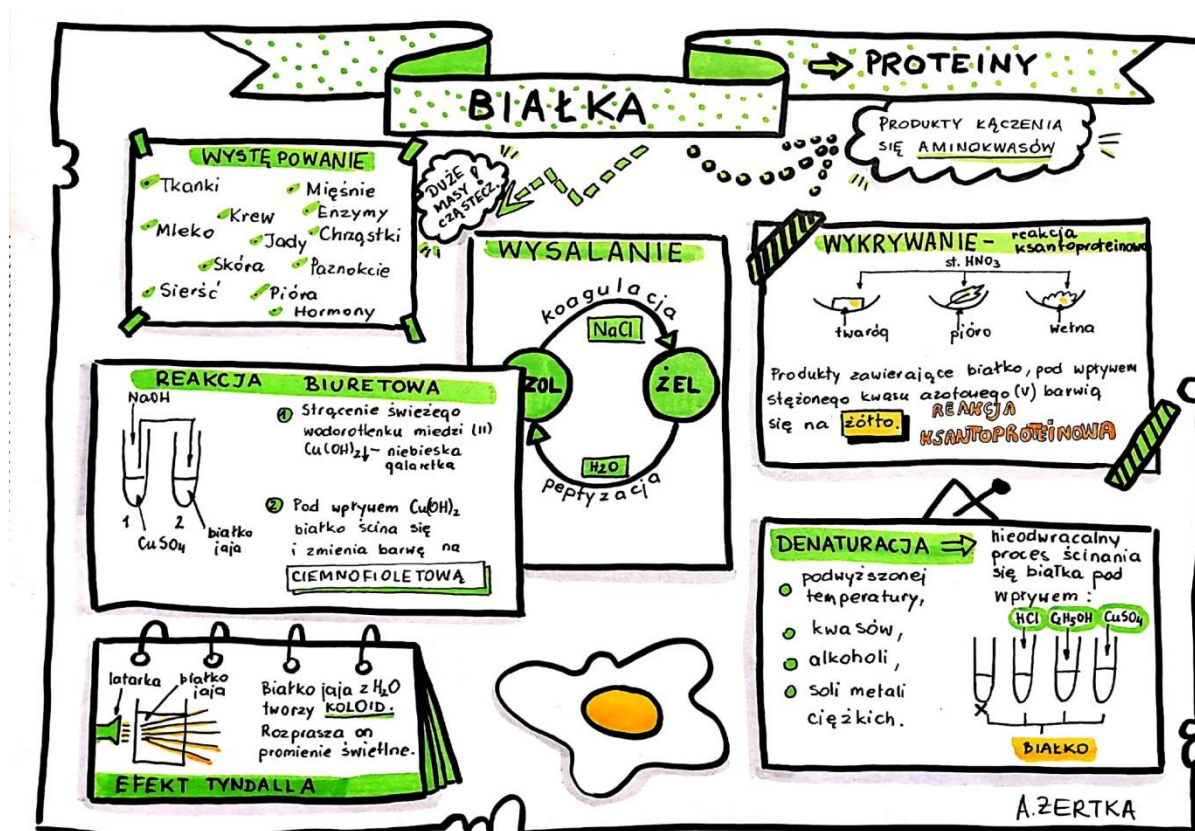 BIAŁKA
⇨ PROTEINY
PRODUKTY ŁĄCZENIA
SIĘ AMINOKWASÓW
DUŻE
MASY
CZĄSTECZ.
!
WYSTĘPOWANIE
Tkanki
Mięśnie
Krew
Enzymy
Mleko
Jady
Chrząstki
Skóra
Paznokcie
Sierść
Pióra
Hormony
WYSALANIE
koagulacja
NaCl
ZOL
ŻEL
H2O
peptyzacja
WYKRYWANIE - reakcja
ksantoproteinowa
st. HNO3
twaróg
pióro
wełna
Produkty zawierające białko, pod wpływem
stężonego kwasu azotowego (V) barwią
się na żółto.
REAKCJA
KSANTOPROTEINOWA
REAKCJA BIURETOWA
NaOH
1
2
CuSO4
białko
jaja
1 Strącenie świeżego
wodorotlenku miedzi (II)
Cu(OH)2↓ - niebieska
galaretka
2 Pod wpływem Cu(OH)2
białko ścina się
i zmienia barwę na
CIEMNOFIOLETOWĄ
DENATURACJA ⇒ nieodwracalny
proces ścinania
się białka pod
wpływem :
podwyższonej
temperatury,
kwasów,
alkoholi,
soli metali
ciężkich.
HCl
C2H5OH
CuSO4
X
BIAŁKO
latarka
białko
jaja
Białko jaja z H2O
tworzy KOLOID.
Rozprasza on
promienie świetlne.
EFEKT TYNDALLA
A.ZERTKA